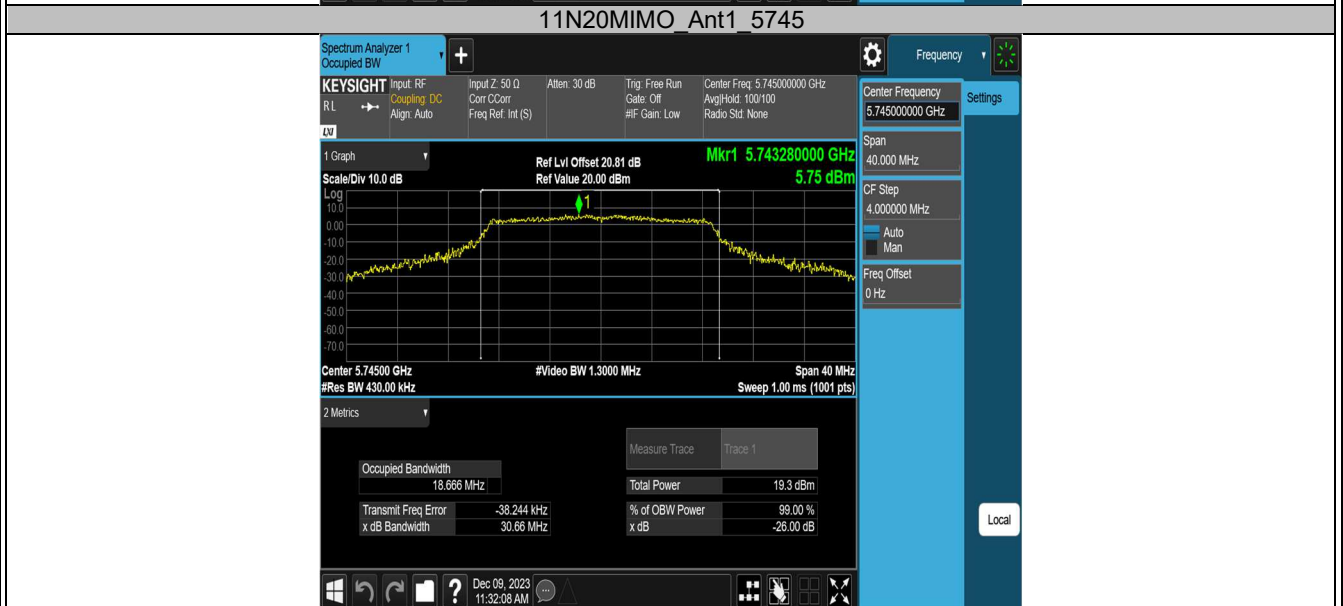 11N20MIMO_Ant1_5745
Spectrum Analyzer 1
Occupied BW
+
Frequency
KEYSIGHT
RL
LXI
Input: RF
Coupling: DC
Align: Auto
Input Z: 50 Ω
Corr CCorr
Freq Ref: Int (S)
Atten: 30 dB
Trig: Free Run
Gate: Off
#IF Gain: Low
Center Freq: 5.745000000 GHz
Avg|Hold: 100/100
Radio Std: None
Center Frequency
5.745000000 GHz
Settings
Span
40.000 MHz
CF Step
4.000000 MHz
Auto
Man
Freq Offset
0 Hz
Local
1 Graph
Scale/Div 10.0 dB
Ref Lvl Offset 20.81 dB
Ref Value 20.00 dBm
Mkr1 5.743280000 GHz
5.75 dBm
Log
10.0
0.00
-10.0
-20.0
-30.0
-40.0
-50.0
-60.0
-70.0
1
Center 5.74500 GHz
#Video BW 1.3000 MHz
Span 40 MHz
#Res BW 430.00 kHz
Sweep 1.00 ms (1001 pts)
2 Metrics
Measure Trace Trace 1
Occupied Bandwidth
18.666 MHz
Total Power 19.3 dBm
Transmit Freq Error -38.244 kHz
% of OBW Power 99.00 %
x dB Bandwidth 30.66 MHz
x dB -26.00 dB
?
Dec 09, 2023
11:32:08 AM